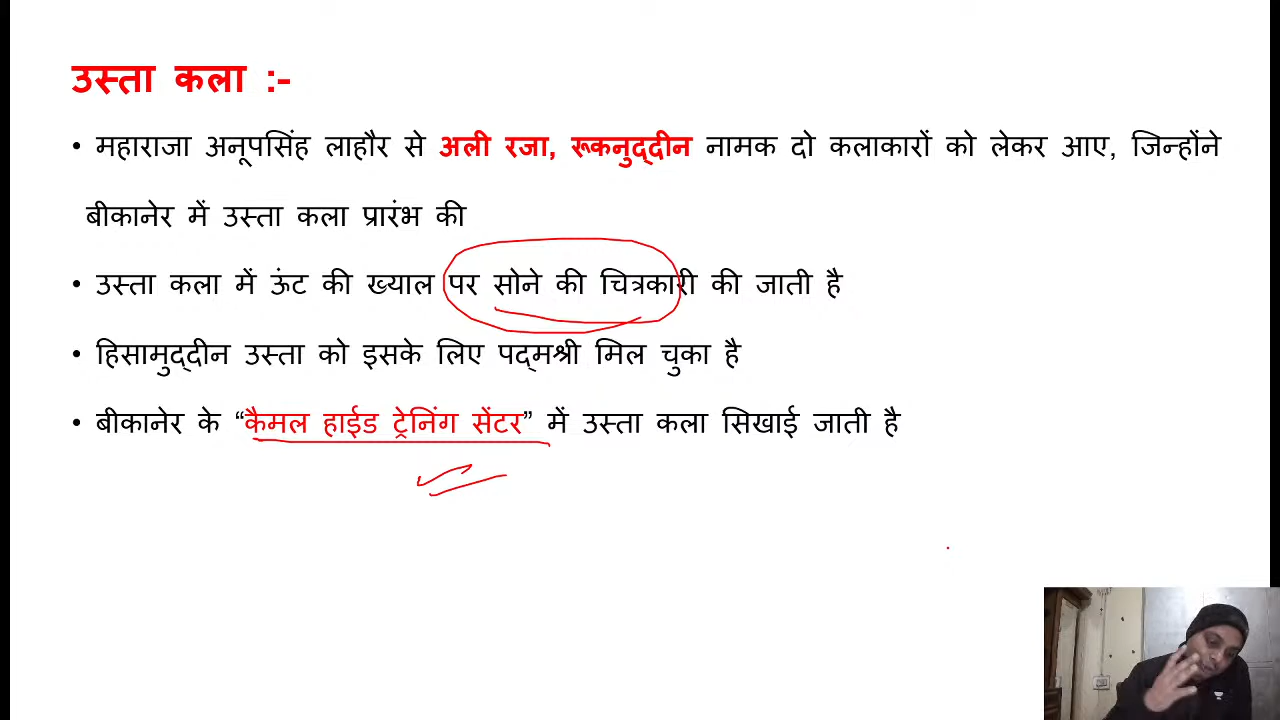 उस्ता कला :-
• महाराजा अनूपसिंह लाहौर से अली रजा, रूकनुद्दीन नामक दो कलाकारों को लेकर आए, जिन्होंने
बीकानेर में उस्ता कला प्रारंभ की
• उस्ता कला में ऊंट की ख्याल पर सोने की चित्रकारी की जाती है
• हिसामुद्दीन उस्ता को इसके लिए पद्मश्री मिल चुका है
• बीकानेर के “कैमल हाईड ट्रेनिंग सेंटर” में उस्ता कला सिखाई जाती है